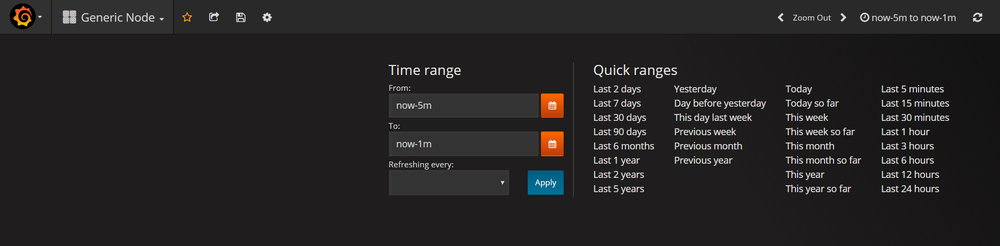 Generic Node
Zoom Out
now-5m to now-1m
Time range
From:
now-5m
To:
now-1m
Refreshing every:
Apply
Quick ranges
Last 2 days
Last 7 days
Last 30 days
Last 90 days
Last 6 months
Last 1 year
Last 2 years
Last 5 years
Yesterday
Day before yesterday
This day last week
Previous week
Previous month
Previous year
Today
Today so far
This week
This week so far
This month
This month so far
This year
This year so far
Last 5 minutes
Last 15 minutes
Last 30 minutes
Last 1 hour
Last 3 hours
Last 6 hours
Last 12 hours
Last 24 hours